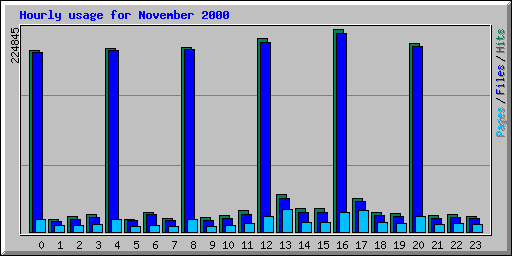 Hourly usage for November 2000
224845
Pages / Files / Hits
0 1 2 3 4 5 6 7 8 9 10 11 12 13 14 15 16 17 18 19 20 21 22 23